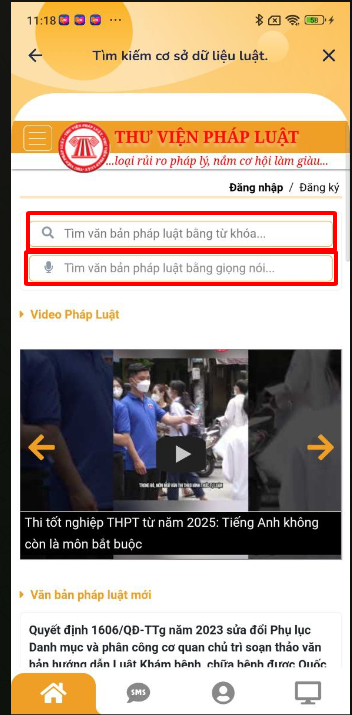 11:18
58
Tìm kiếm cơ sở dữ liệu luật.
THƯ VIỆN PHÁP LUẬT
...loại rủi ro pháp lý, nắm cơ hội làm giàu...
Đăng nhập / Đăng ký
Tìm văn bản pháp luật bằng từ khóa...
Tìm văn bản pháp luật bằng giọng nói...
Video Pháp Luật
Thi tốt nghiệp THPT từ năm 2025: Tiếng Anh không
còn là môn bắt buộc
Văn bản pháp luật mới
Quyết định 1606/QĐ-TTg năm 2023 sửa đổi Phụ lục
Danh mục và phân công cơ quan chủ trì soạn thảo văn
bản hướng dẫn Luật Khám bệnh, chữa bệnh được Quốc
SMS